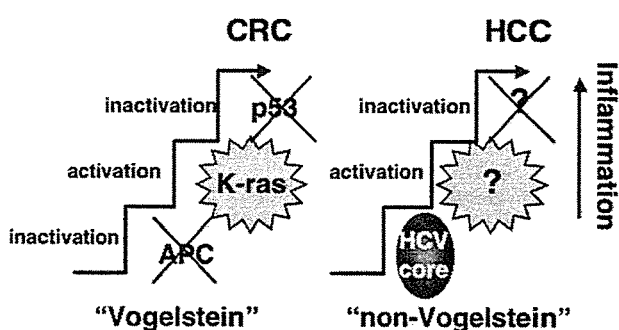 CRC
inactivation
p53
activation
K-ras
inactivation
APC
"Vogelstein"
HCC
inactivation
?
activation
?
HCV
core
"non-Vogelstein"
Inflammation